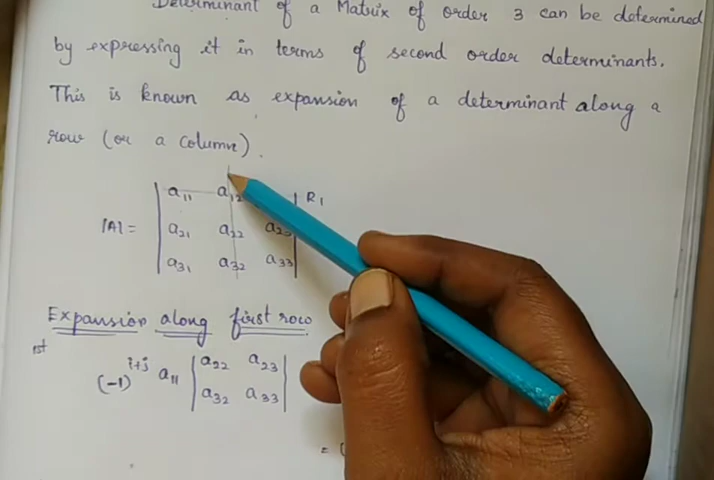 Determinant of a Matrix of order 3 can be determined
by expressing it in terms of second order determinants.
This is known as expansion of a determinant along a
row (or a column).
a11 a12 R1
|A| = a21 a22 a23
a31 a32 a33
Expansion along first row
1st (-1)^{i+j} a11 | a22 a23 |
| a32 a33 |
= (